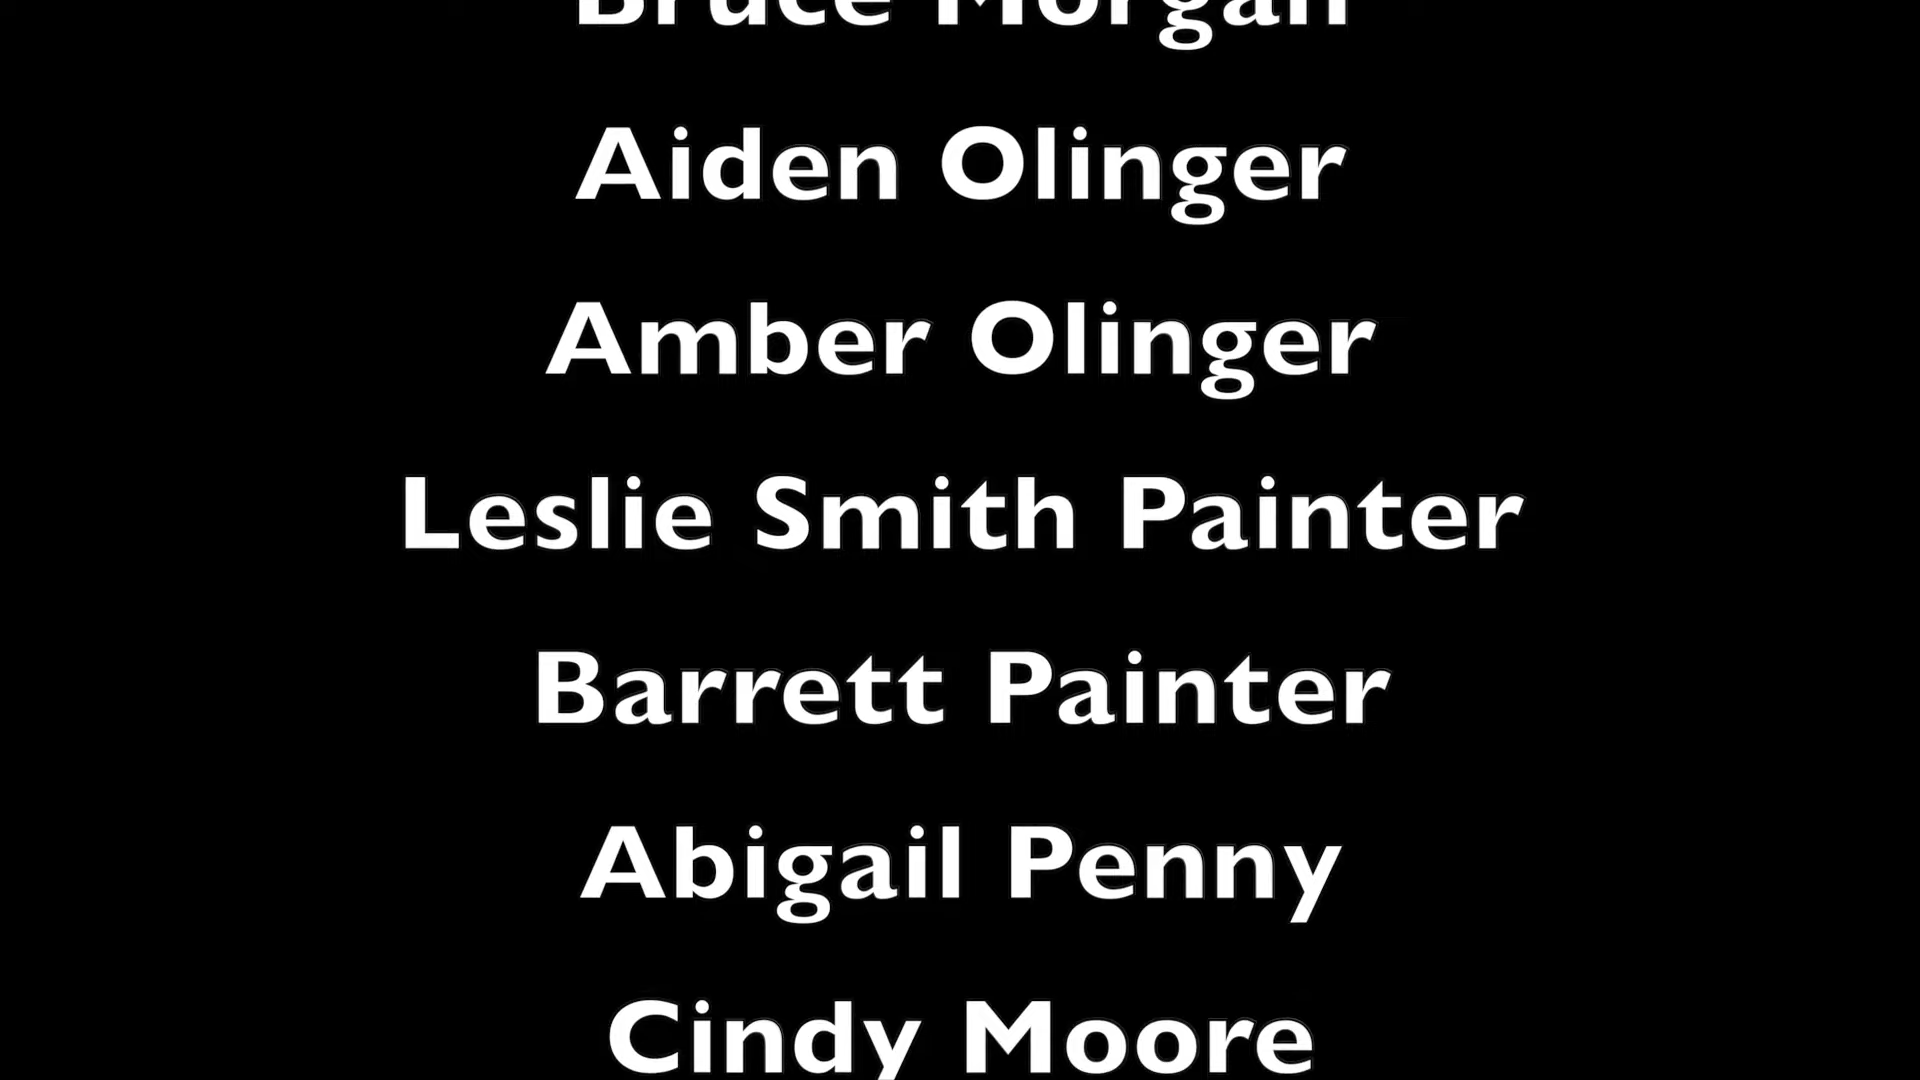 Bruce Morgan
Aiden Olinger
Amber Olinger
Leslie Smith Painter
Barrett Painter
Abigail Penny
Cindy Moore